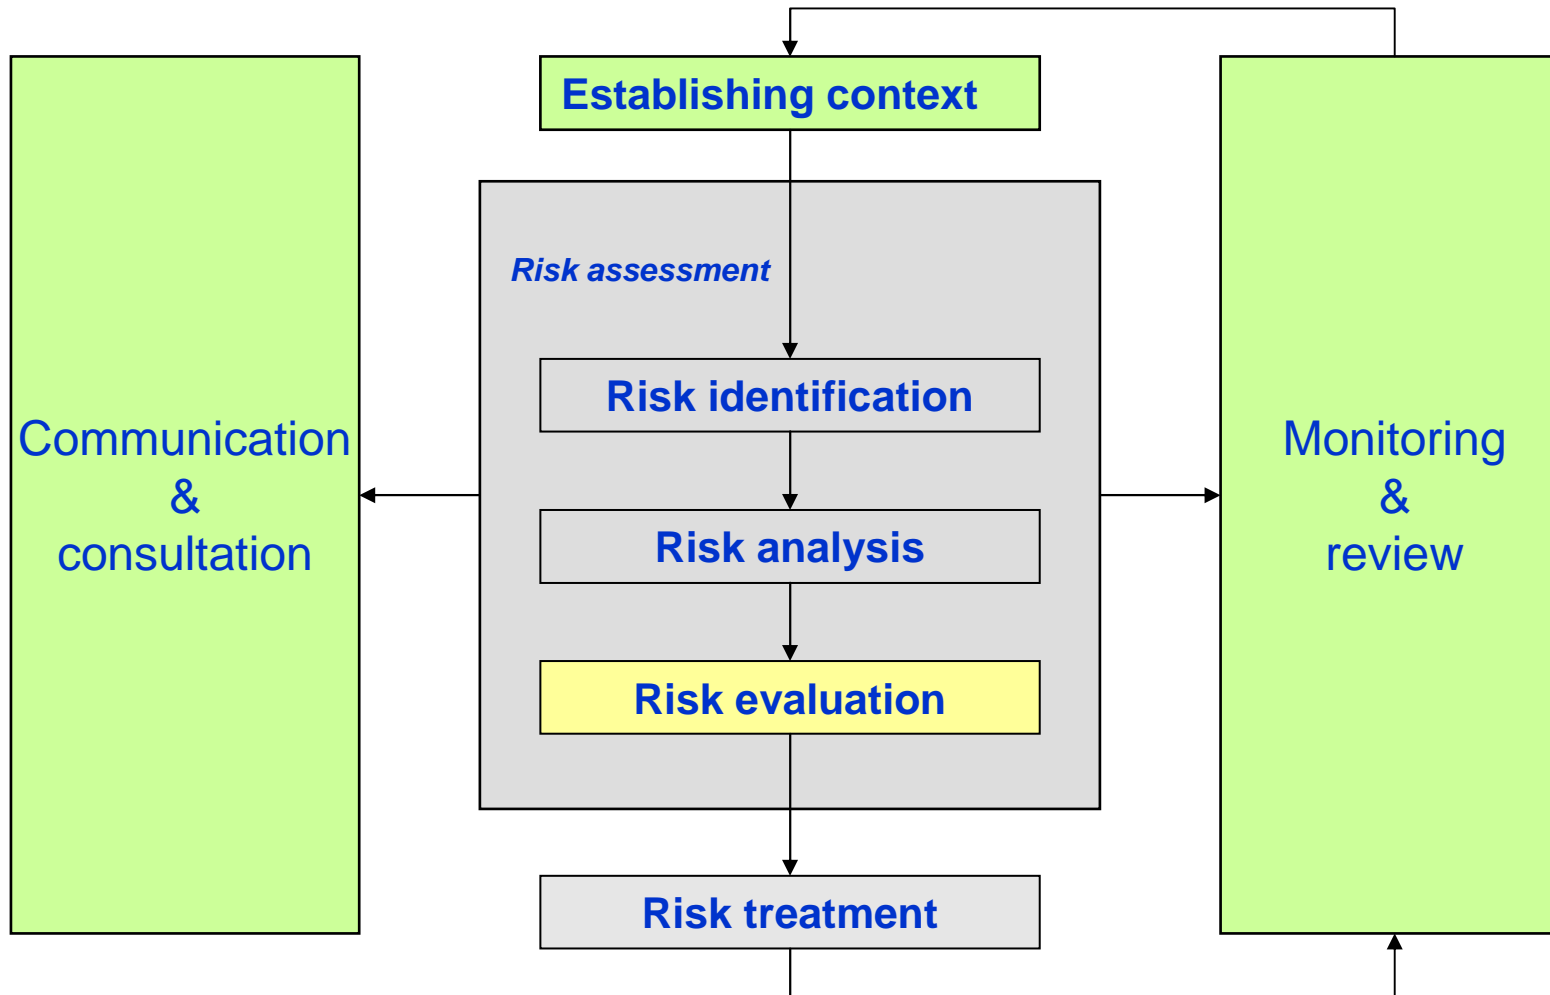 Establishing context
Risk assessment
Risk identification
Communication
&
consultation
Monitoring
&
review
Risk analysis
Risk evaluation
Risk treatment